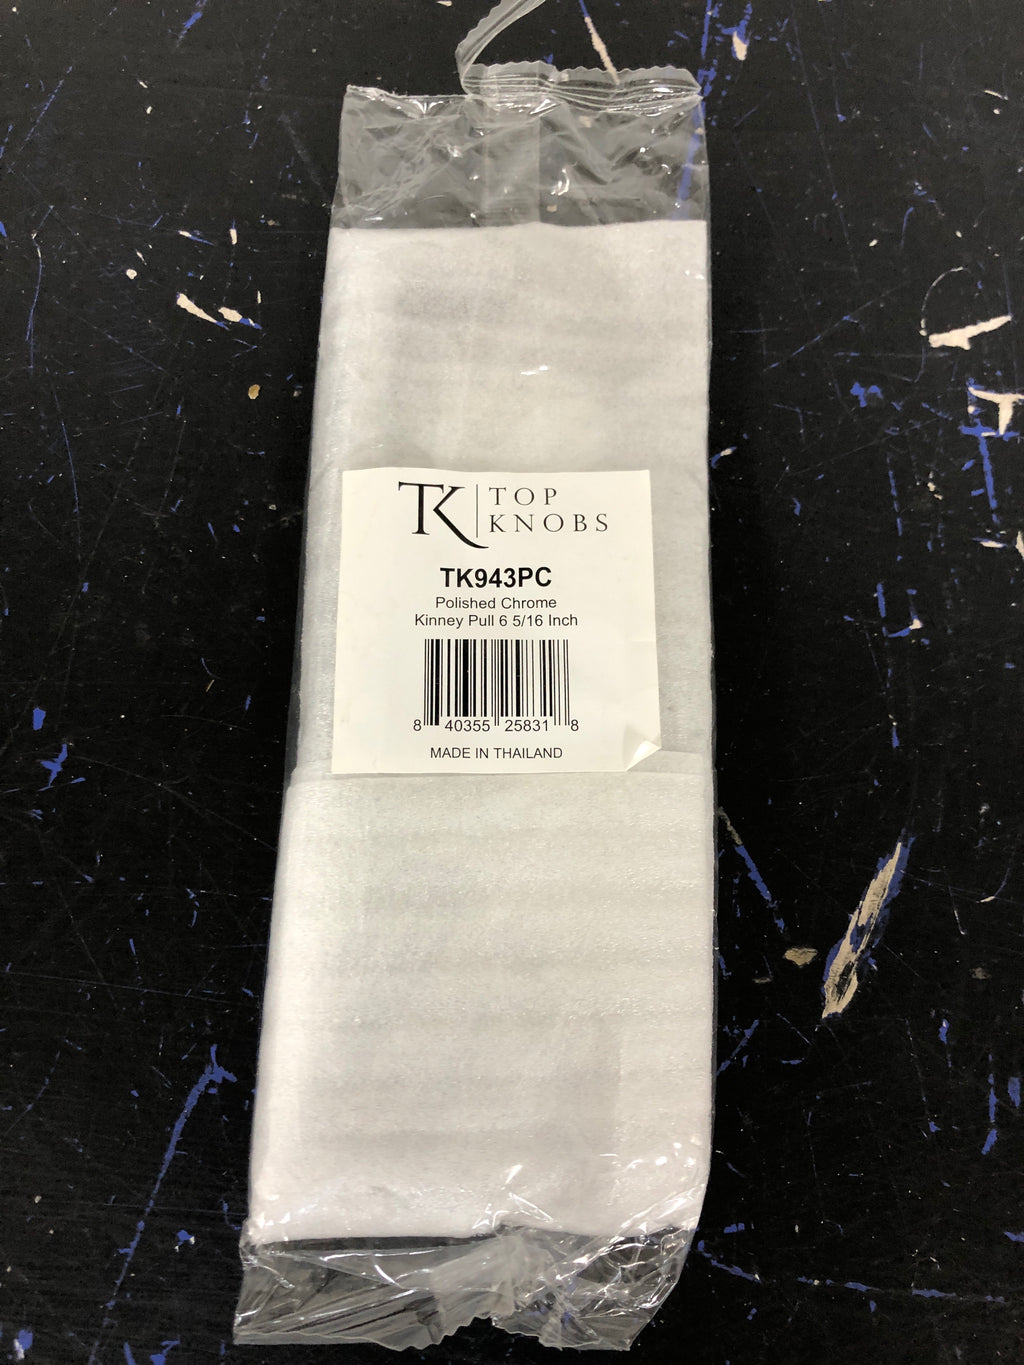 TK TOP
KNOBS
TK943PC
Polished Chrome
Kinney Pull 6 5/16 Inch
8 40355 25831 8
MADE IN THAILAND